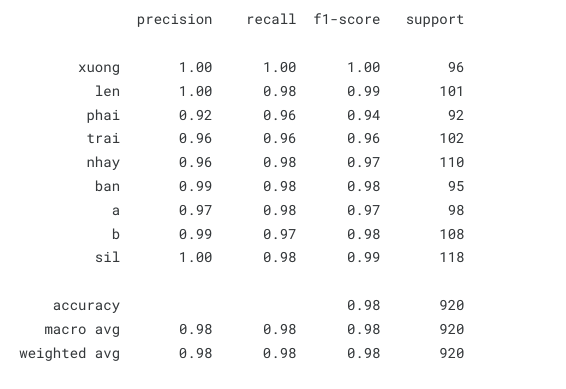 precision recall f1-score support
xuong 1.00 1.00 1.00 96
len 1.00 0.98 0.99 101
phai 0.92 0.96 0.94 92
trai 0.96 0.96 0.96 102
nhay 0.96 0.98 0.97 110
ban 0.99 0.98 0.98 95
a 0.97 0.98 0.97 98
b 0.99 0.97 0.98 108
sil 1.00 0.98 0.99 118
accuracy 0.98 920
macro avg 0.98 0.98 0.98 920
weighted avg 0.98 0.98 0.98 920